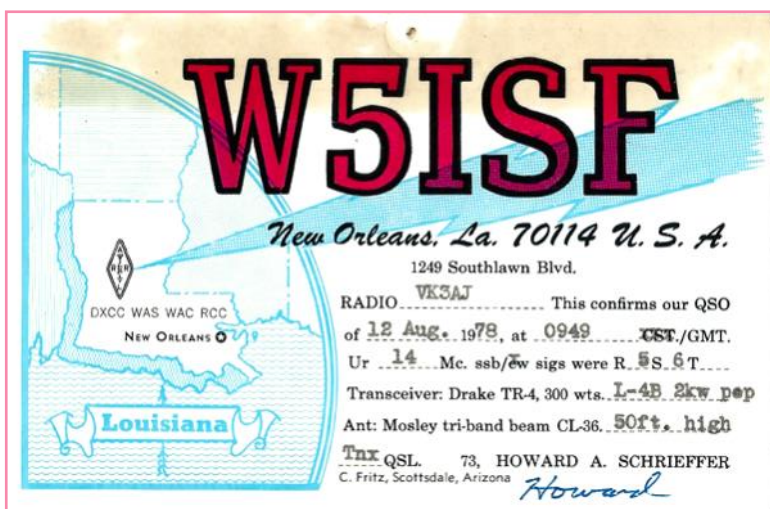 W5ISF
New Orleans, La. 70114 U. S. A.
1249 Southlawn Blvd.
RADIO VK3AJ This confirms our QSO
of 12 Aug. 1978, at 0949 CST./GMT.
Ur 14 Mc. ssb/cw sigs were R 5 S 6 T
Transceiver: Drake TR-4, 300 wts. L-4B 2kw pep
Ant: Mosley tri-band beam CL-36. 50ft. high
Tnx QSL. 73, HOWARD A. SCHRIEFFER
C. Fritz, Scottsdale, Arizona Howard
ARRL
DXCC WAS WAC RCC
NEW ORLEANS
Louisiana